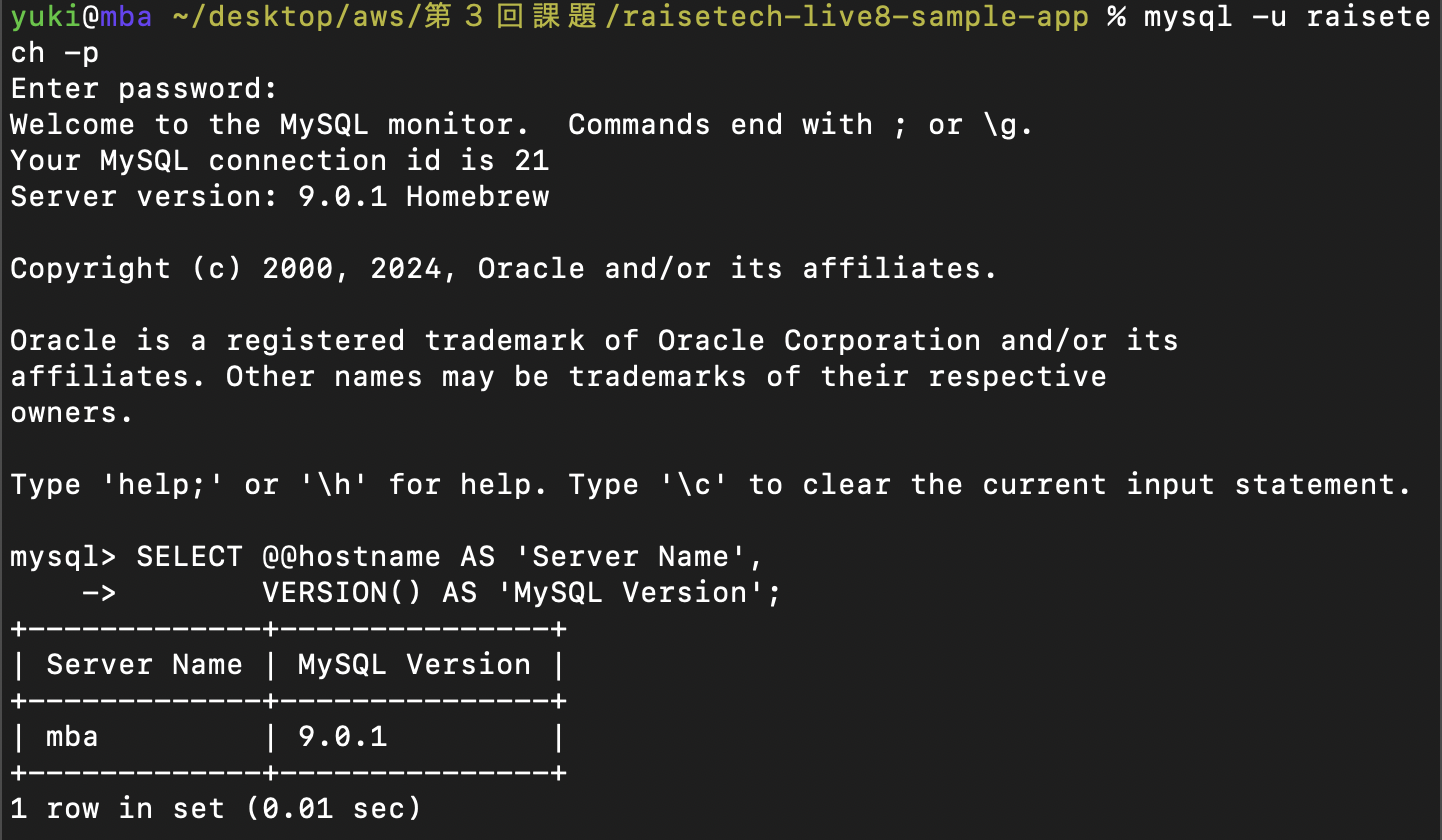 yuki@mba ~/desktop/aws/第３回課題/raisetech-live8-sample-app % mysql -u raisete
ch -p
Enter password:
Welcome to the MySQL monitor.  Commands end with ; or \g.
Your MySQL connection id is 21
Server version: 9.0.1 Homebrew

Copyright (c) 2000, 2024, Oracle and/or its affiliates.

Oracle is a registered trademark of Oracle Corporation and/or its
affiliates. Other names may be trademarks of their respective
owners.

Type 'help;' or '\h' for help. Type '\c' to clear the current input statement.

mysql> SELECT @@hostname AS 'Server Name',
    ->        VERSION() AS 'MySQL Version';
+-------------+---------------+
| Server Name | MySQL Version |
+-------------+---------------+
| mba         | 9.0.1         |
+-------------+---------------+
1 row in set (0.01 sec)